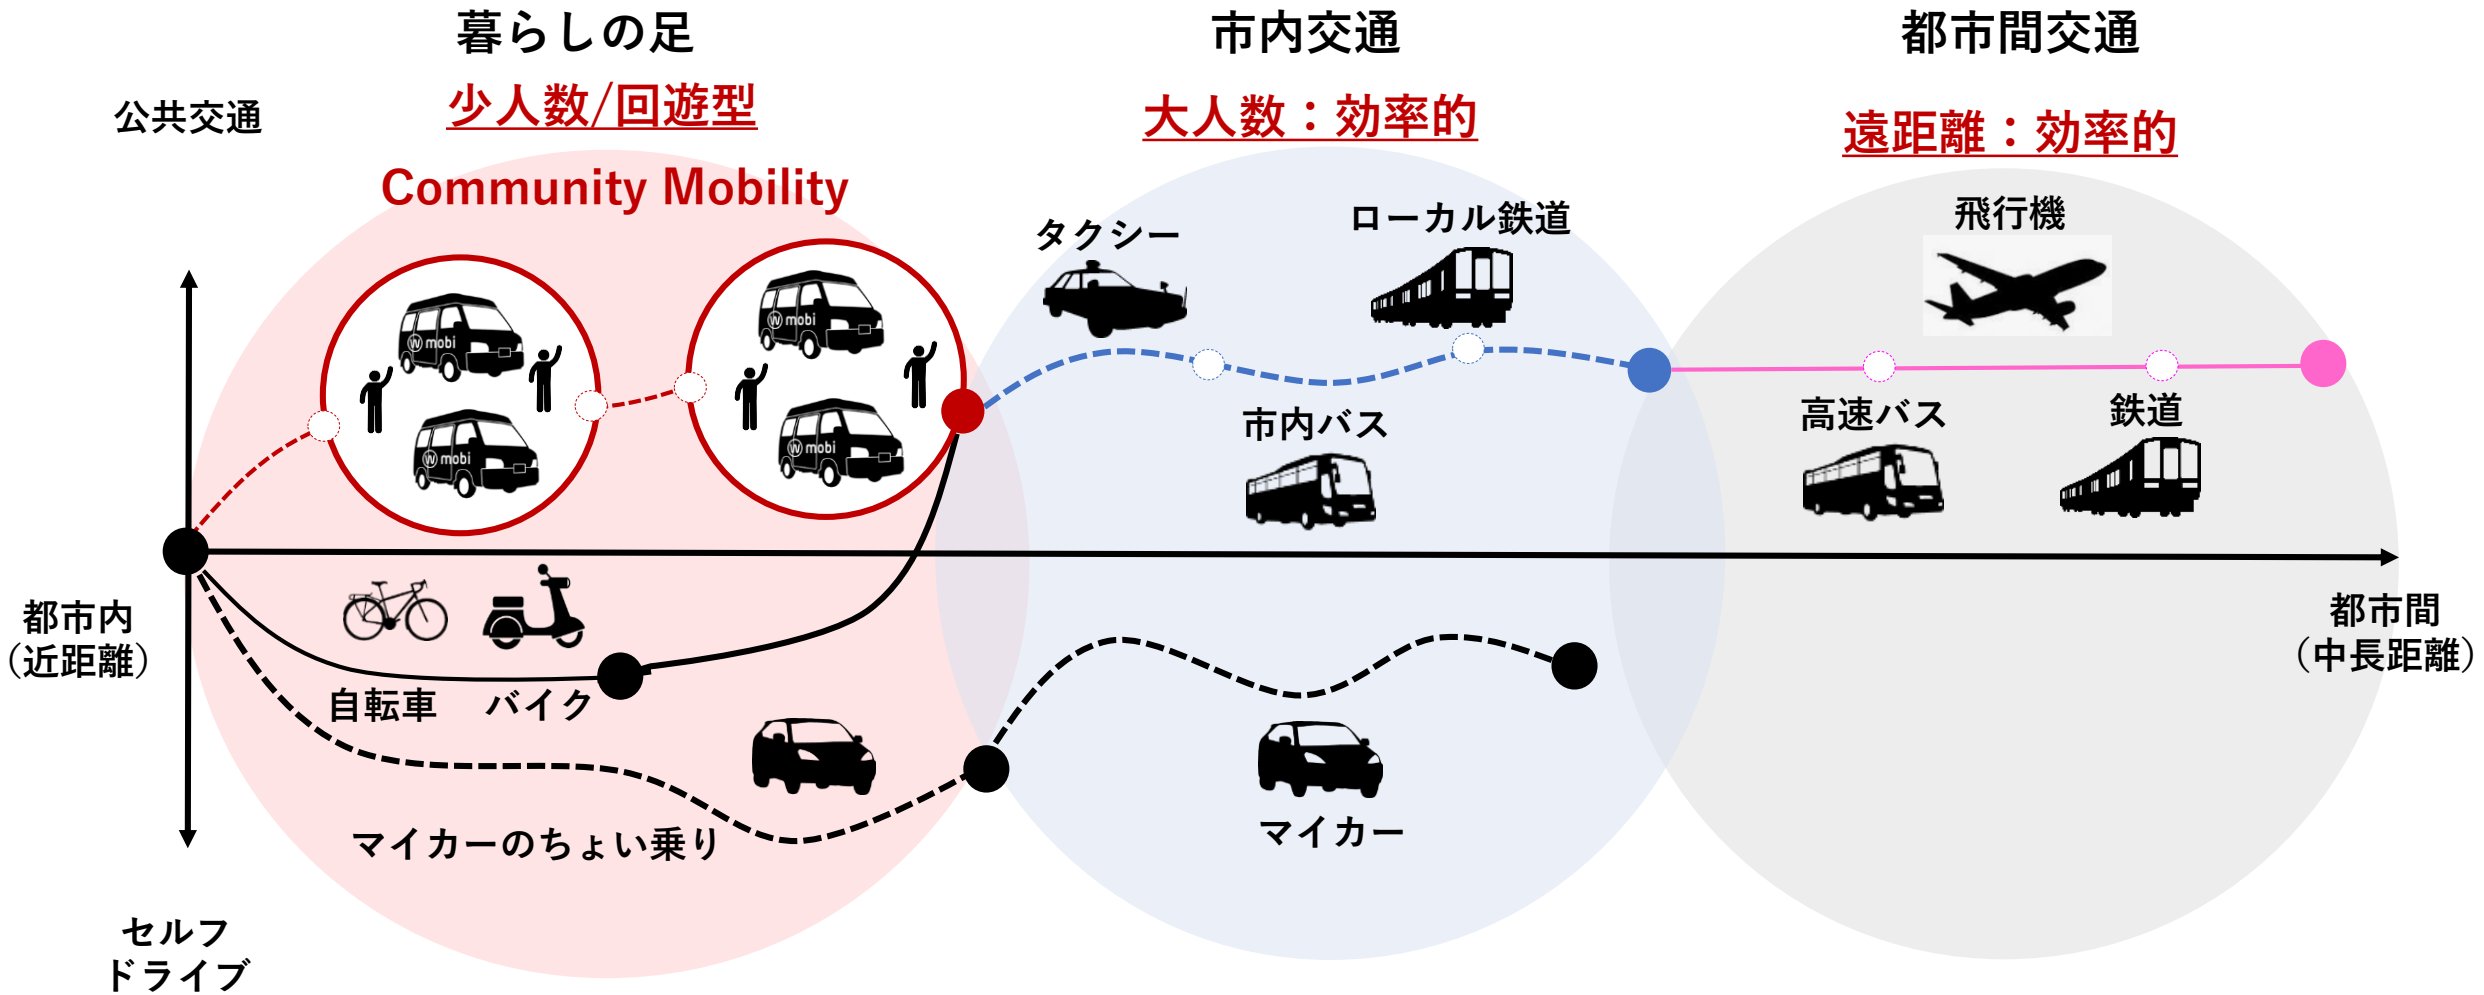 暮らしの足
市内交通
都市間交通
公共交通
少人数/回遊型
大人数：効率的
遠距離：効率的
Community Mobility
タクシー
ローカル鉄道
飛行機
W mobi
W mobi
W mobi
W mobi
市内バス
高速バス
鉄道
都市内
（近距離）
都市間
（中長距離）
自転車
バイク
マイカーのちょい乗り
マイカー
セルフ
ドライブ